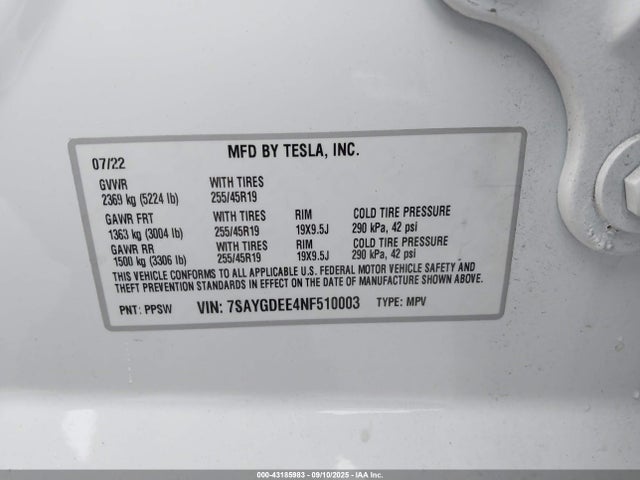 MFD BY TESLA, INC.
07/22
GVWR WITH TIRES
2369 kg (5224 lb) 255/45R19
GAWR FRT WITH TIRES RIM COLD TIRE PRESSURE
1363 kg (3004 lb) 255/45R19 19X9.5J 290 kPa, 42 psi
GAWR RR WITH TIRES RIM COLD TIRE PRESSURE
1500 kg (3306 lb) 255/45R19 19X9.5J 290 kPa, 42 psi
THIS VEHICLE CONFORMS TO ALL APPLICABLE U.S. FEDERAL MOTOR VEHICLE SAFETY AND
THEFT PREVENTION STANDARDS IN EFFECT ON THE DATE OF MANUFACTURE SHOWN ABOVE.
PNT: PPSW VIN: 7SAYGDEE4NF510003 TYPE: MPV
000-43185983 - 09/10/2025 - IAAI, Inc.